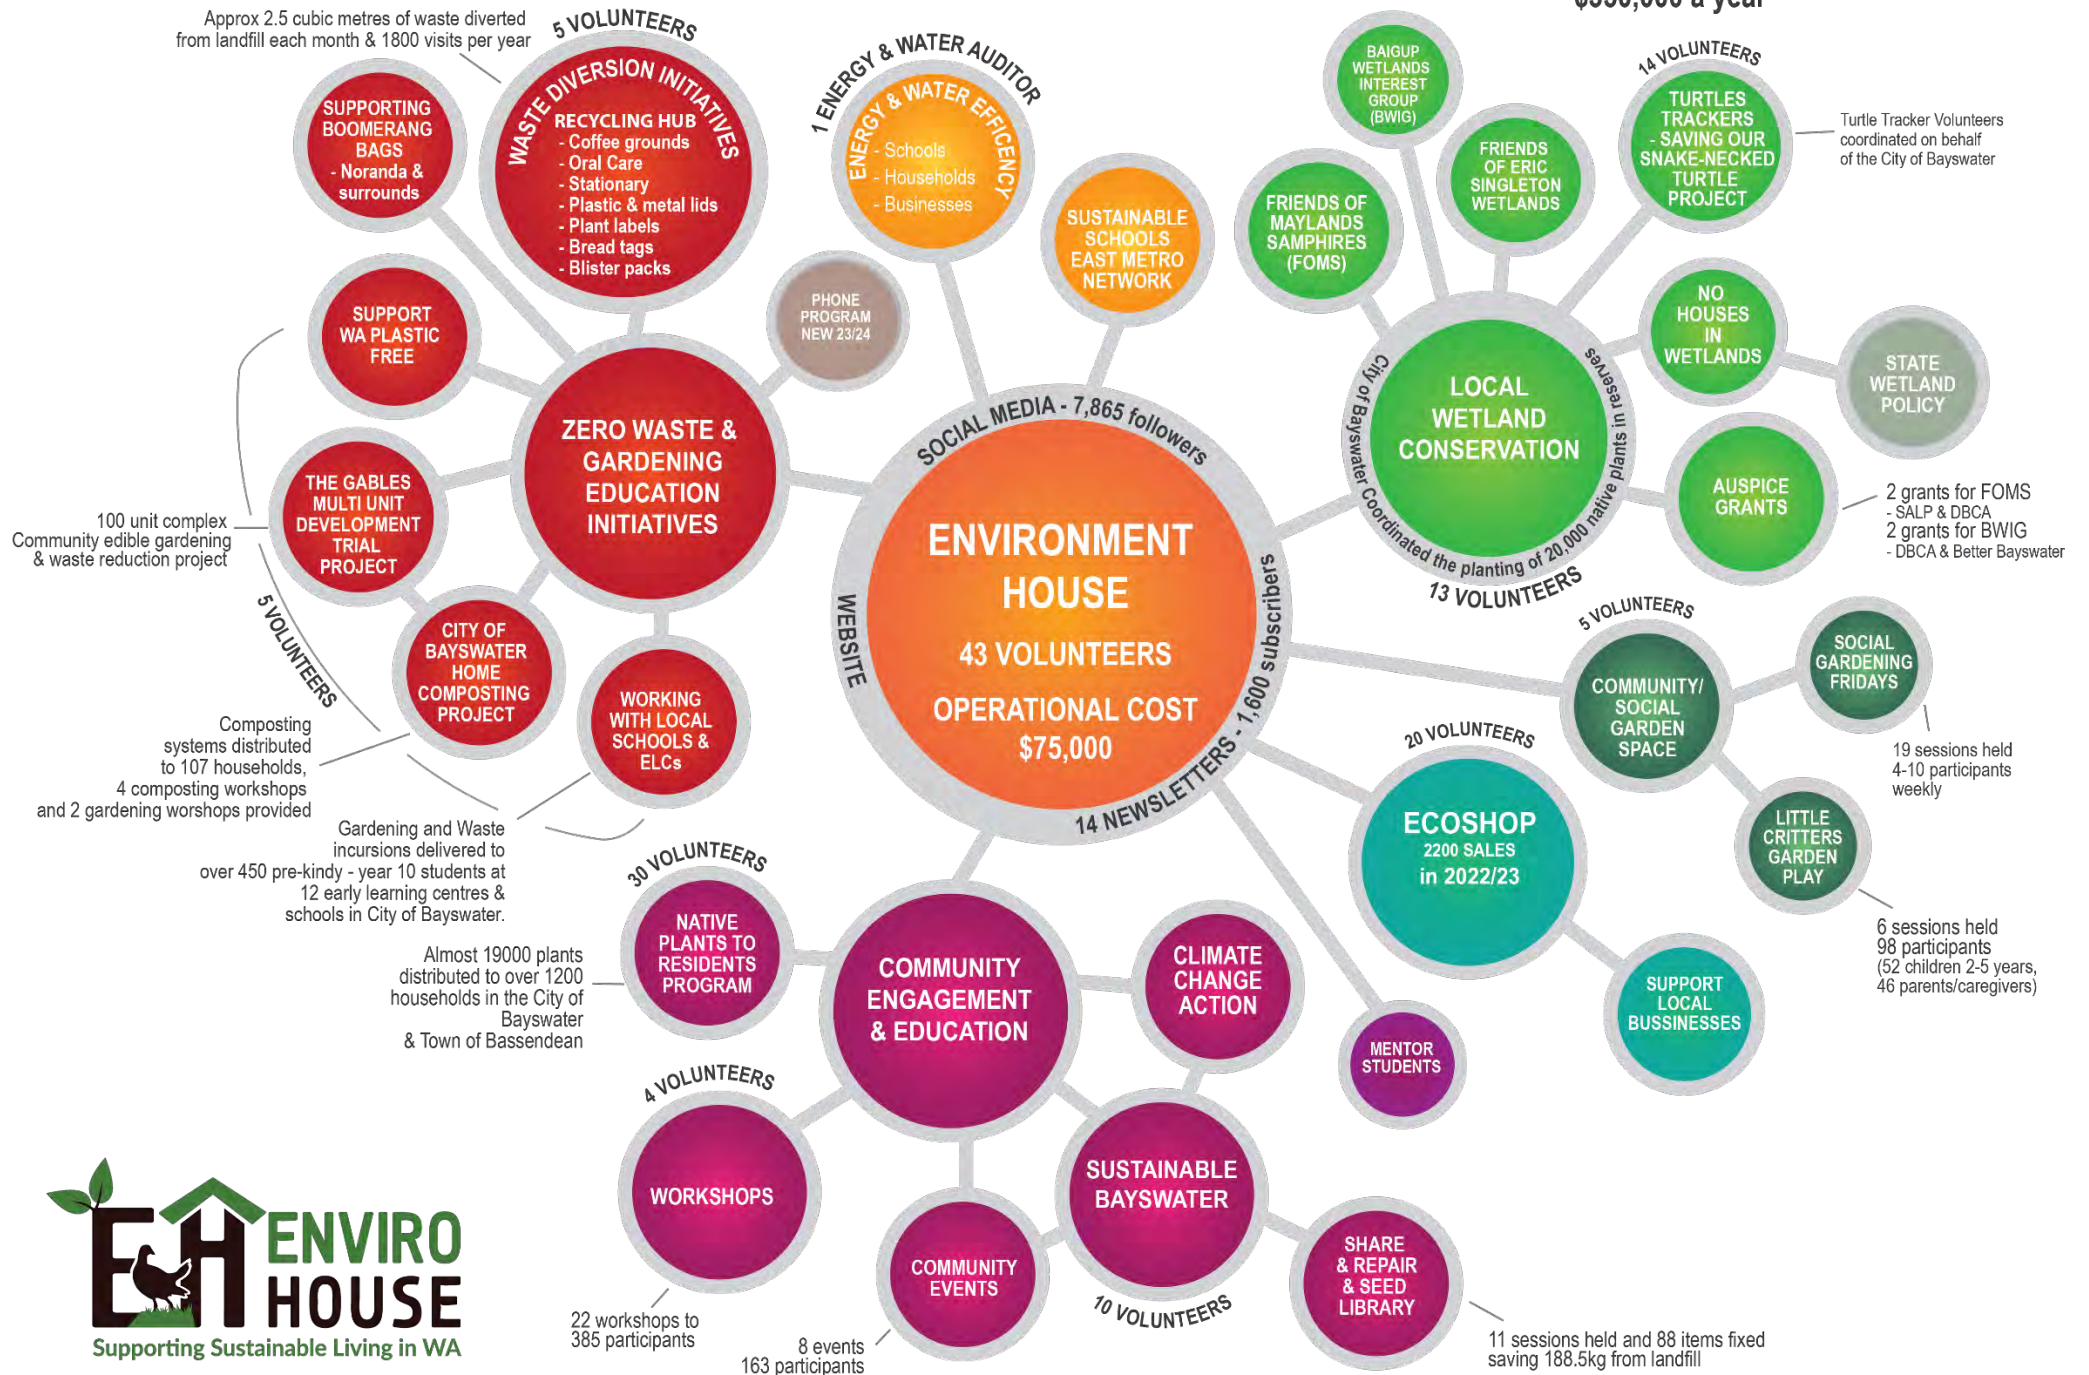 $350,000 a year
Approx 2.5 cubic metres of waste diverted
from landfill each month & 1800 visits per year
5 VOLUNTEERS
WASTE DIVERSION INITIATIVES
RECYCLING HUB
- Coffee grounds
- Oral Care
- Stationary
- Plastic & metal lids
- Plant labels
- Bread tags
- Blister packs
SUPPORTING
BOOMERANG
BAGS
- Noranda &
surrounds
SUPPORT
WA PLASTIC
FREE
PHONE
PROGRAM
NEW 23/24
ZERO WASTE &
GARDENING
EDUCATION
INITIATIVES
THE GABLES
MULTI UNIT
DEVELOPMENT
TRIAL
PROJECT
100 unit complex
Community edible gardening
& waste reduction project
5 VOLUNTEERS
CITY OF
BAYSWATER
HOME
COMPOSTING
PROJECT
Composting
systems distributed
to 107 households,
4 composting workshops
and 2 gardening worshops provided
WORKING
WITH LOCAL
SCHOOLS &
ELCs
Gardening and Waste
incursions delivered to
over 450 pre-kindy - year 10 students at
12 early learning centres &
schools in City of Bayswater.
1 ENERGY & WATER AUDITOR
ENERGY & WATER EFFICENCY
- Schools
- Households
- Businesses
SUSTAINABLE
SCHOOLS
EAST METRO
NETWORK
SOCIAL MEDIA - 7,865 followers
WEBSITE
14 NEWSLETTERS - 1,600 subscribers
ENVIRONMENT
HOUSE
43 VOLUNTEERS
OPERATIONAL COST
$75,000
BAIGUP
WETLANDS
INTEREST
GROUP
(BWIG)
FRIENDS OF
MAYLANDS
SAMPHIRES
(FOMS)
FRIENDS
OF ERIC
SINGLETON
WETLANDS
14 VOLUNTEERS
TURTLES
TRACKERS
- SAVING OUR
SNAKE-NECKED
TURTLE
PROJECT
Turtle Tracker Volunteers
coordinated on behalf
of the City of Bayswater
NO
HOUSES
IN
WETLANDS
STATE
WETLAND
POLICY
LOCAL
WETLAND
CONSERVATION
City of Bayswater Coordinated the planting of 20,000 native plants in reserves
13 VOLUNTEERS
AUSPICE
GRANTS
2 grants for FOMS
- SALP & DBCA
2 grants for BWIG
- DBCA & Better Bayswater
5 VOLUNTEERS
COMMUNITY/
SOCIAL
GARDEN
SPACE
SOCIAL
GARDENING
FRIDAYS
19 sessions held
4-10 participants
weekly
LITTLE
CRITTERS
GARDEN
PLAY
6 sessions held
98 participants
(52 children 2-5 years,
46 parents/caregivers)
20 VOLUNTEERS
ECOSHOP
2200 SALES
in 2022/23
SUPPORT
LOCAL
BUSSINESSES
MENTOR
STUDENTS
30 VOLUNTEERS
NATIVE
PLANTS TO
RESIDENTS
PROGRAM
Almost 19000 plants
distributed to over 1200
households in the City of
Bayswater
& Town of Bassendean
COMMUNITY
ENGAGEMENT
& EDUCATION
CLIMATE
CHANGE
ACTION
4 VOLUNTEERS
WORKSHOPS
22 workshops to
385 participants
COMMUNITY
EVENTS
8 events
163 participants
SUSTAINABLE
BAYSWATER
10 VOLUNTEERS
SHARE
& REPAIR
& SEED
LIBRARY
11 sessions held and 88 items fixed
saving 188.5kg from landfill
EH ENVIRO
HOUSE
Supporting Sustainable Living in WA